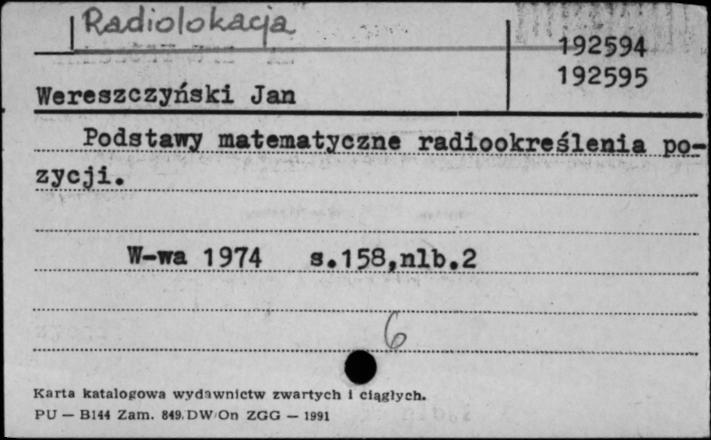 Radiolokacja
192594
192595
Wereszczyński Jan
Podstawy matematyczne radiookreślenia po-
zycji.
W-wa 1974 s.158,nlb.2
6
Karta katalogowa wydawnictw zwartych i ciągłych.
PU — B144 Zam. 849. DW/On ZGG — 1991